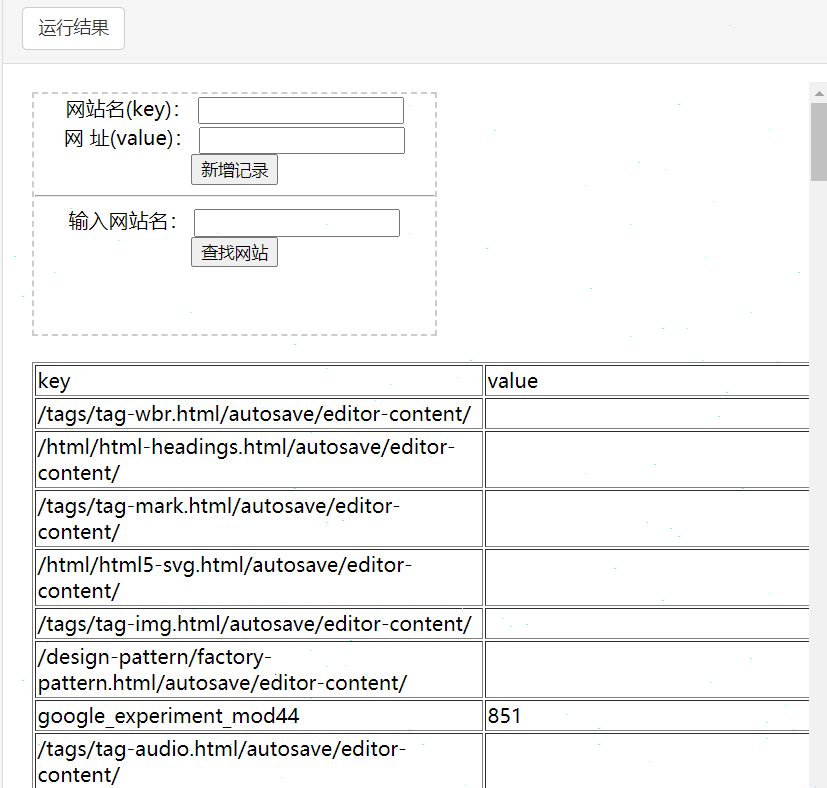 运行结果
网站名(key)：
网 址(value)：
新增记录
输入网站名：
查找网站
key value
/tags/tag-wbr.html/autosave/editor-content/
/html/html-headings.html/autosave/editor-
content/
/tags/tag-mark.html/autosave/editor-
content/
/html/html5-svg.html/autosave/editor-
content/
/tags/tag-img.html/autosave/editor-content/
/design-pattern/factory-
pattern.html/autosave/editor-content/
google_experiment_mod44 851
/tags/tag-audio.html/autosave/editor-
content/